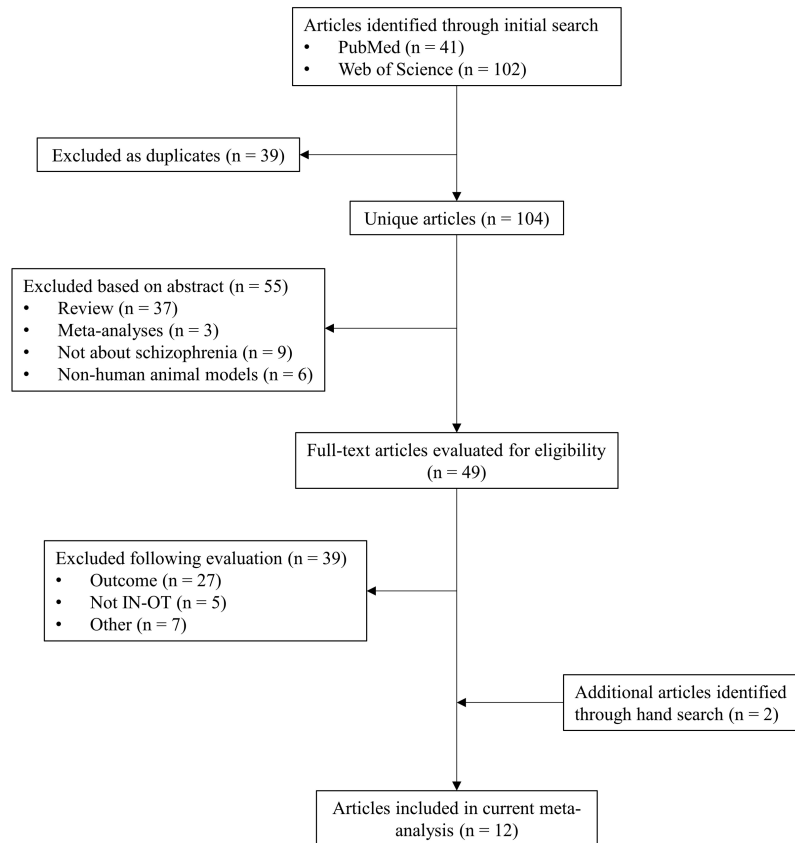 Articles identified through initial search
• PubMed (n = 41)
• Web of Science (n = 102)
Excluded as duplicates (n = 39)
Unique articles (n = 104)
Excluded based on abstract (n = 55)
• Review (n = 37)
• Meta-analyses (n = 3)
• Not about schizophrenia (n = 9)
• Non-human animal models (n = 6)
Full-text articles evaluated for eligibility
(n = 49)
Excluded following evaluation (n = 39)
• Outcome (n = 27)
• Not IN-OT (n = 5)
• Other (n = 7)
Additional articles identified
through hand search (n = 2)
Articles included in current meta-
analysis (n = 12)